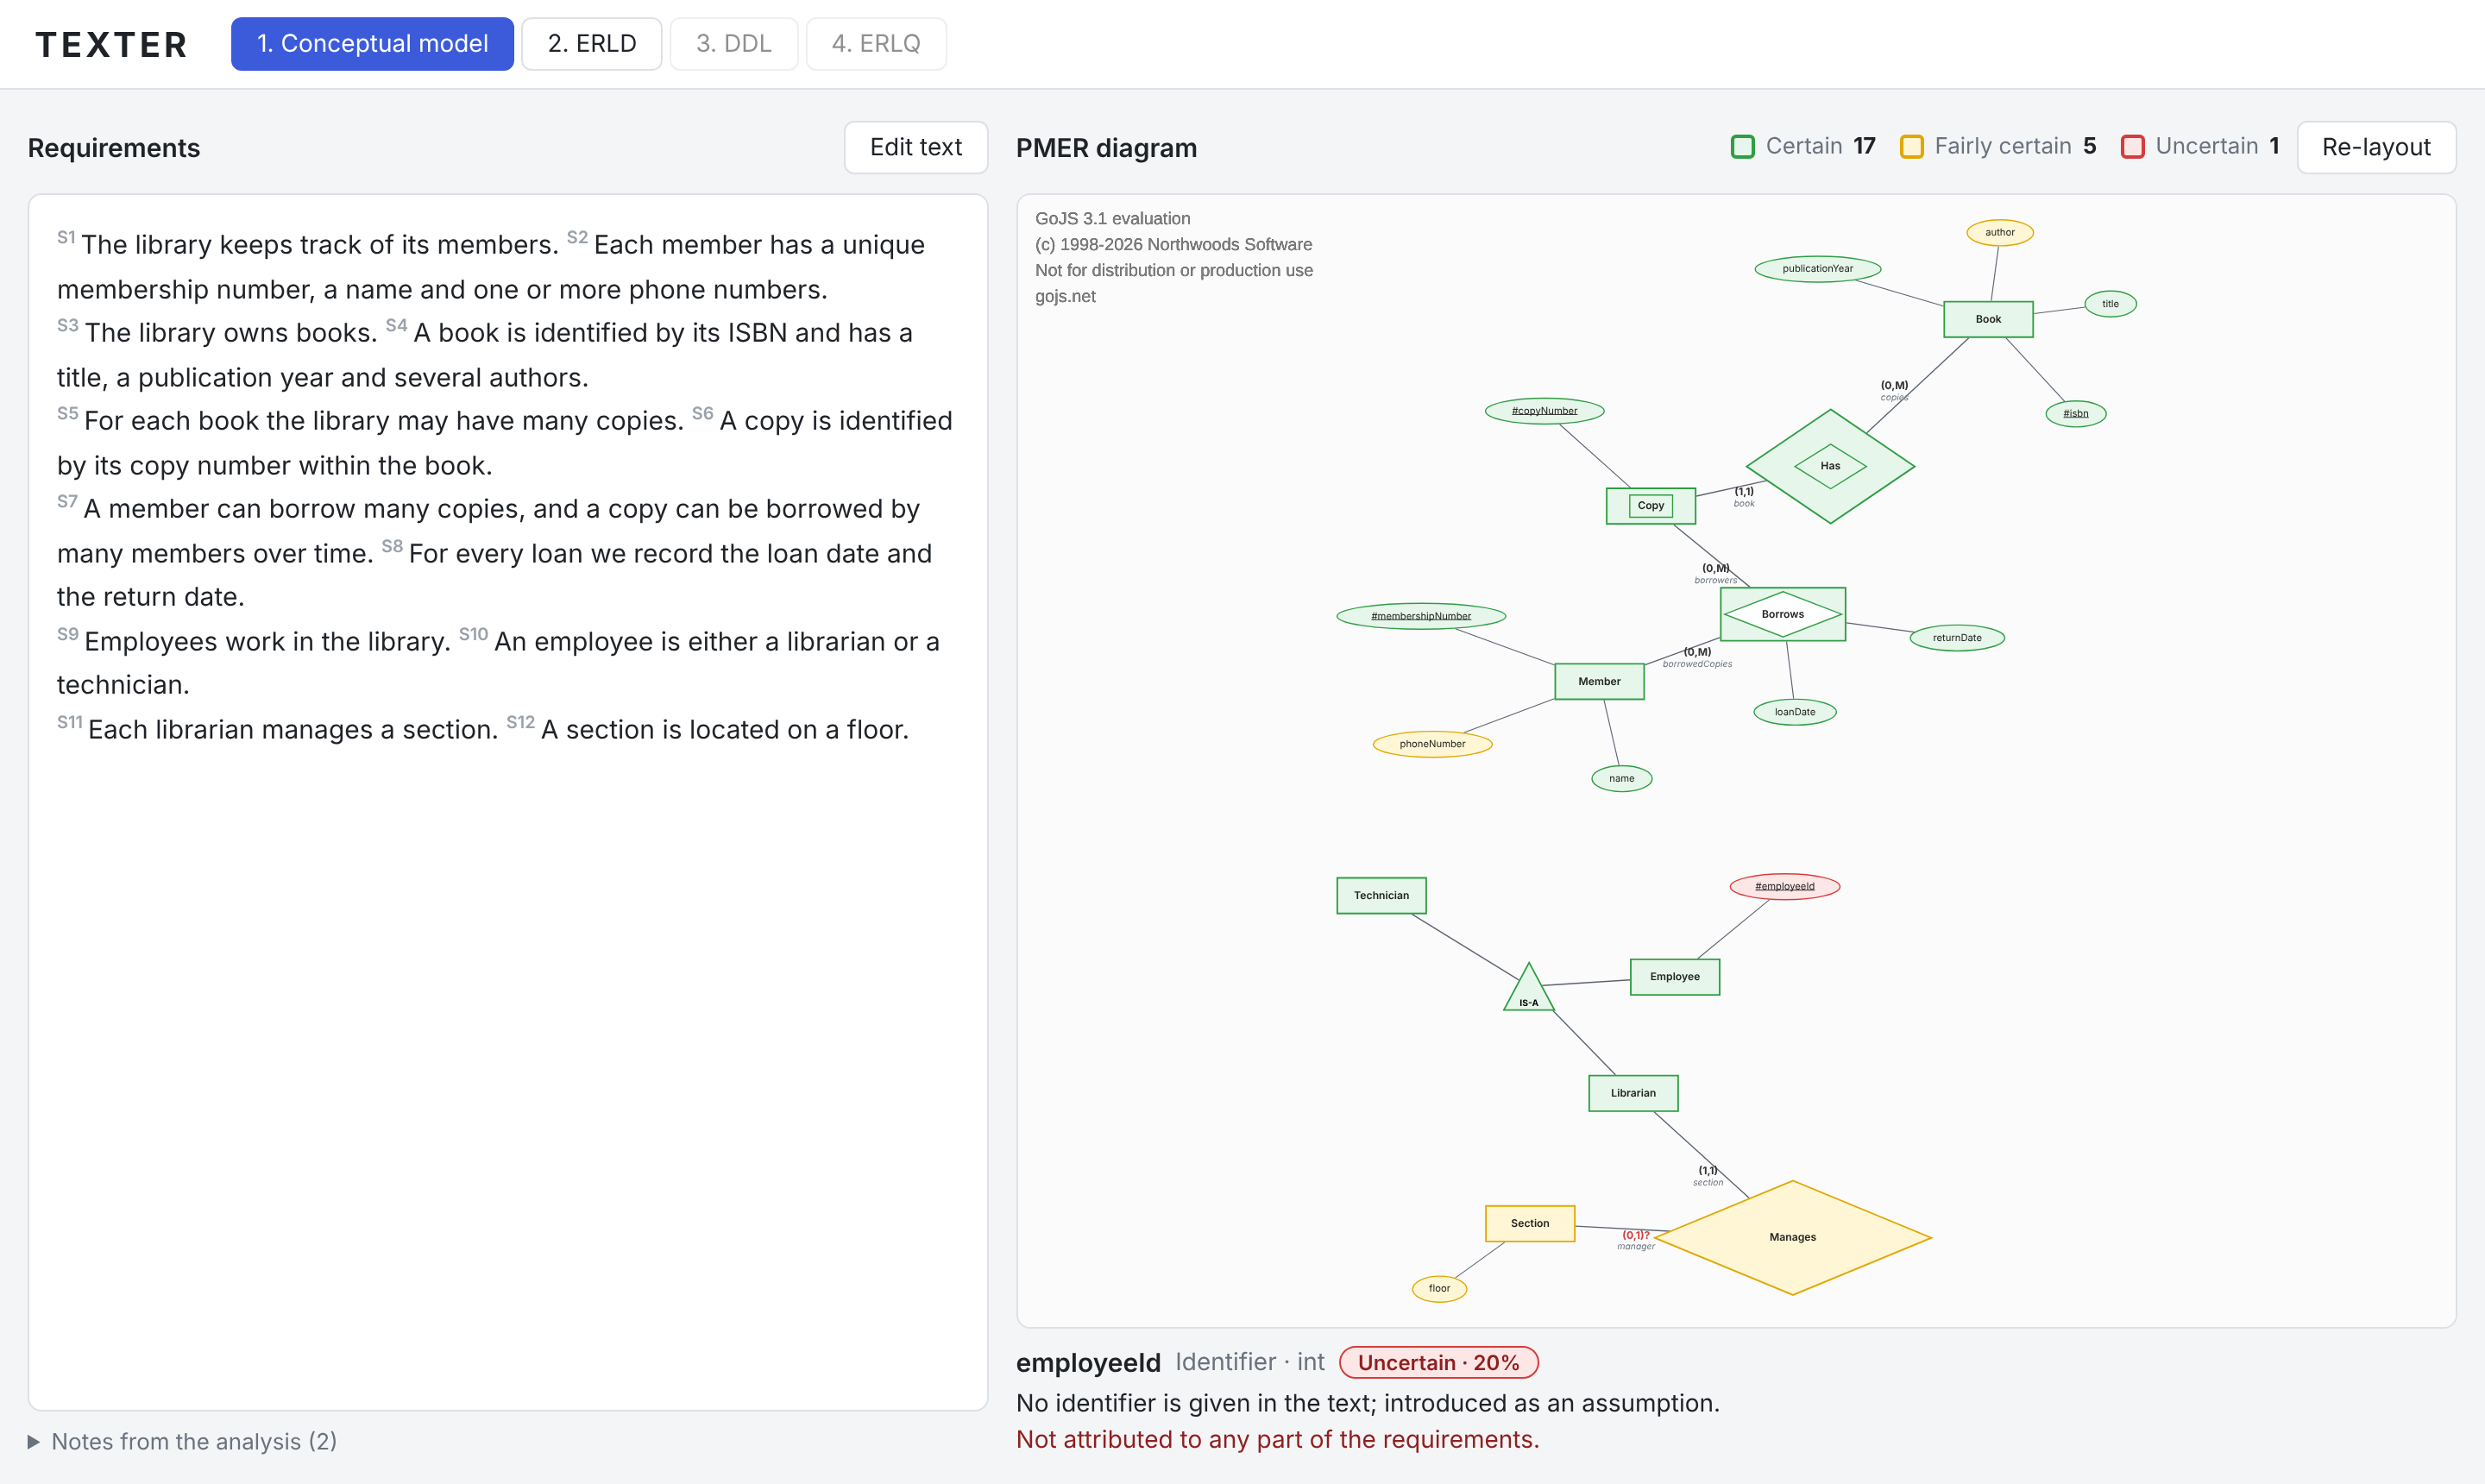 TEXTER
1. Conceptual model
2. ERLD
3. DDL
4. ERLQ
Requirements
Edit text
S1 The library keeps track of its members. S2 Each member has a unique
membership number, a name and one or more phone numbers.
S3 The library owns books. S4 A book is identified by its ISBN and has a
title, a publication year and several authors.
S5 For each book the library may have many copies. S6 A copy is identified
by its copy number within the book.
S7 A member can borrow many copies, and a copy can be borrowed by
many members over time. S8 For every loan we record the loan date and
the return date.
S9 Employees work in the library. S10 An employee is either a librarian or a
technician.
S11 Each librarian manages a section. S12 A section is located on a floor.
Notes from the analysis (2)
PMER diagram
Certain 17
Fairly certain 5
Uncertain 1
Re-layout
GoJS 3.1 evaluation
(c) 1998-2026 Northwoods Software
Not for distribution or production use
gojs.net
author
publicationYear
title
Book
(0,M)
copies
#copyNumber
#isbn
Has
(1,1)
book
Copy
(0,M)
borrowers
#membershipNumber
Borrows
returnDate
(0,M)
borrowedCopies
Member
loanDate
phoneNumber
name
Technician
#employeeId
Employee
IS-A
Librarian
(1,1)
section
Section
(0,1)?
manager
Manages
floor
employeeId Identifier · int Uncertain · 20%
No identifier is given in the text; introduced as an assumption.
Not attributed to any part of the requirements.